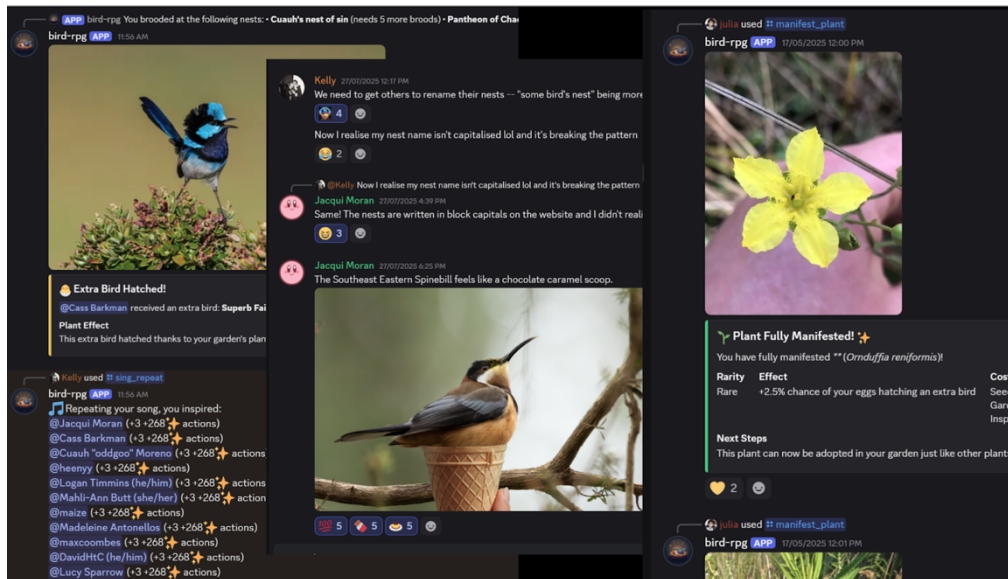 APP bird-rpg You brooded at the following nests: • Cuauh's nest of sin (needs 5 more broods) • Pantheon of Chao
bird-rpg APP 11:56 AM
🐣 Extra Bird Hatched!
@Cass Barkman received an extra bird: Superb Fai
Plant Effect
This extra bird hatched thanks to your garden's plan
Kelly used sing_repeat
bird-rpg APP 11:56 AM
🎵Repeating your song, you inspired:
@Jacqui Moran (+3 +268✨ actions)
@Cass Barkman (+3 +268✨ actions)
@Cuauh "oddgoo" Moreno (+3 +268✨ actions
@heenyy (+3 +268✨ actions)
@Logan Timmins (he/him) (+3 +268✨ actions)
@Mahli-Ann Butt (she/her) (+3 +268✨ action
@maize (+3 +268✨ actions)
@Madeleine Antonellos (+3 +268✨ actions)
@maxcoombes (+3 +268✨ actions)
@DavidHtC (he/him) (+3 +268✨ actions)
@Lucy Sparrow (+3 +268✨ actions)
Kelly 27/07/2025 12:17 PM
We need to get others to rename their nests -- "some bird's nest" being more
4
Now I realise my nest name isn't capitalised lol and it's breaking the pattern
2
@Kelly Now I realise my nest name isn't capitalised lol and it's breaking the pattern
Jacqui Moran 27/07/2025 4:39 PM
Same! The nests are written in block capitals on the website and I didn't reali
3
Jacqui Moran 27/07/2025 6:25 PM
The Southeast Eastern Spinebill feels like a chocolate caramel scoop.
💯 5 5 5
julia used manifest_plant
bird-rpg APP 17/05/2025 12:00 PM
🌱 Plant Fully Manifested! ✨
You have fully manifested **(Ornduffia reniformis)!
Rarity Effect Cos
Rare +2.5% chance of your eggs hatching an extra bird See
Gar
Insp
Next Steps
This plant can now be adopted in your garden just like other plants
💛 2
julia used manifest_plant
bird-rpg APP 17/05/2025 12:01 PM